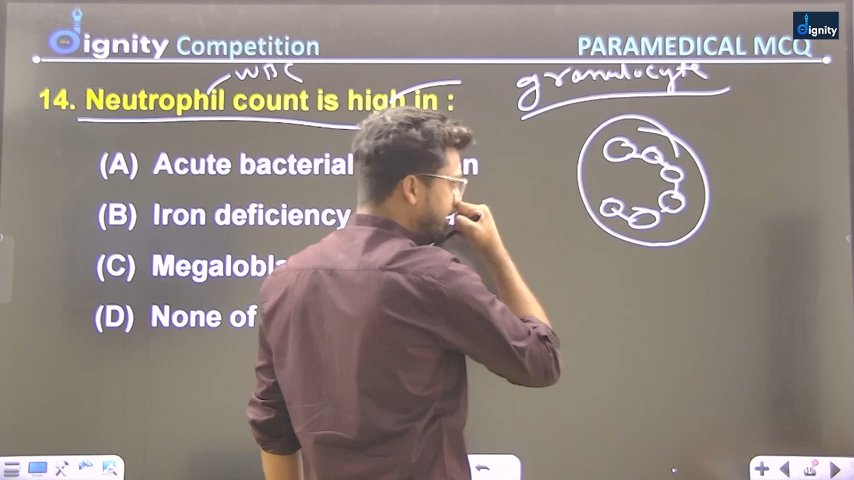 dignity Competition
PARAMEDICAL MCQ
dignity
WBC
14. Neutrophil count is high in :
granulocyte
(A) Acute bacterial
(B) Iron deficiency
(C)
(D) None of